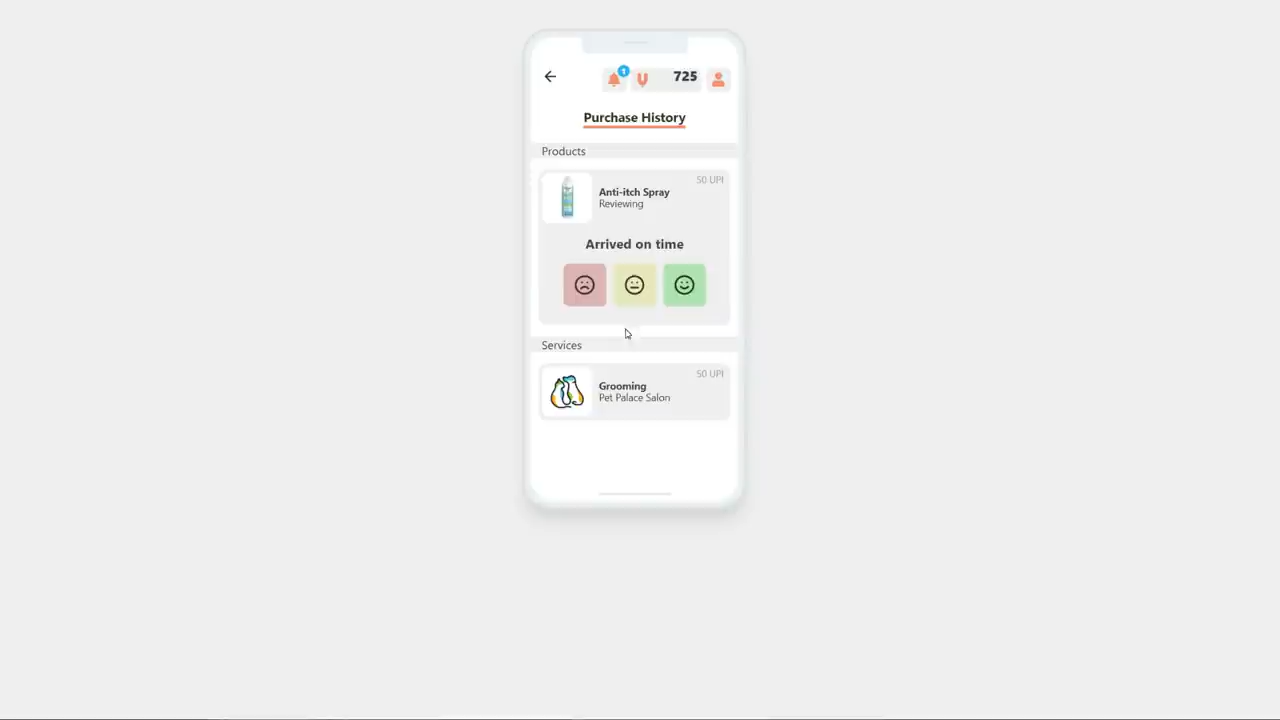 1
725
Purchase History
Products
50 UPI
Anti-itch Spray
Reviewing
Arrived on time
Services
50 UPI
Grooming
Pet Palace Salon